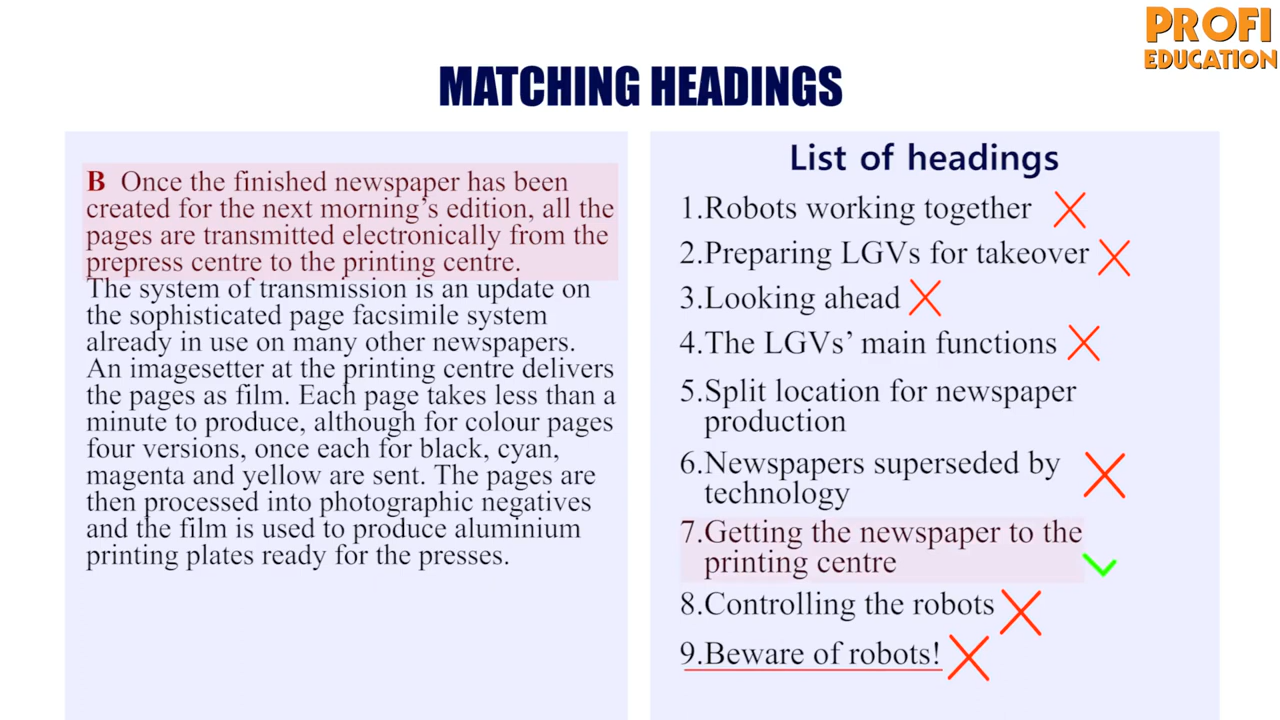 PROFI
EDUCATION
MATCHING HEADINGS
B Once the finished newspaper has been
created for the next morning's edition, all the
pages are transmitted electronically from the
prepress centre to the printing centre.
The system of transmission is an update on
the sophisticated page facsimile system
already in use on many other newspapers.
An imagesetter at the printing centre delivers
the pages as film. Each page takes less than a
minute to produce, although for colour pages
four versions, once each for black, cyan,
magenta and yellow are sent. The pages are
then processed into photographic negatives
and the film is used to produce aluminium
printing plates ready for the presses.
List of headings
1.Robots working together
2.Preparing LGVs for takeover
3.Looking ahead
4.The LGVs' main functions
5.Split location for newspaper
production
6.Newspapers superseded by
technology
7.Getting the newspaper to the
printing centre
8.Controlling the robots
9.Beware of robots!